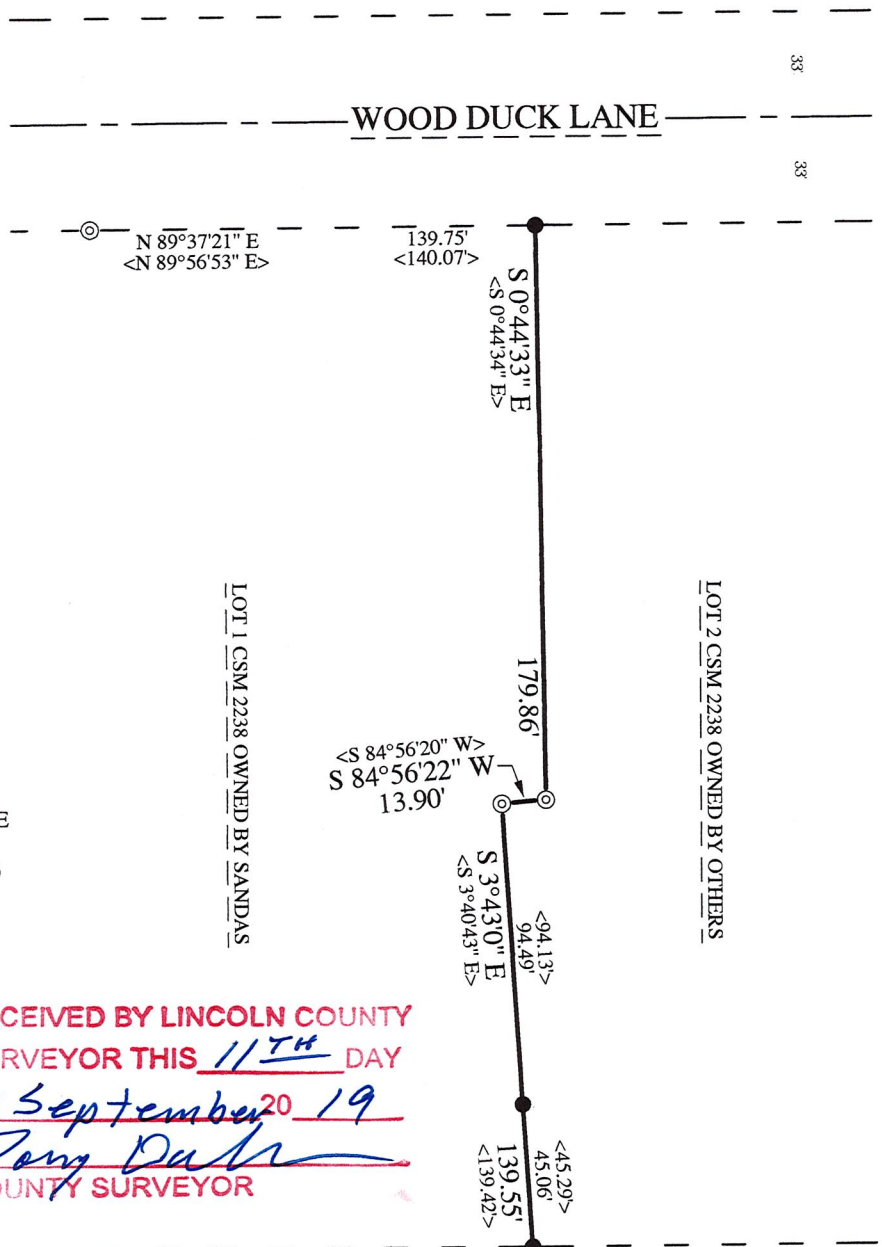 33'
WOOD DUCK LANE
33'
N 89°37'21" E
<N 89°56'53" E>
139.75'
<140.07'>
S 0°44'33" E
<S 0°44'34" E>
179.86'
LOT 2 CSM 2238 OWNED BY OTHERS
LOT 1 CSM 2238 OWNED BY SANDAS
<S 84°56'20" W>
S 84°56'22" W
13.90'
<94.13'>
94.49'
S 3°43'0" E
<S 3°40'43" E>
E
CEIVED BY LINCOLN COUNTY
RVEYOR THIS 11TH DAY
September 20 19
OUNTY SURVEYOR
<45.29'>
45.06'
139.55'
<139.42'>